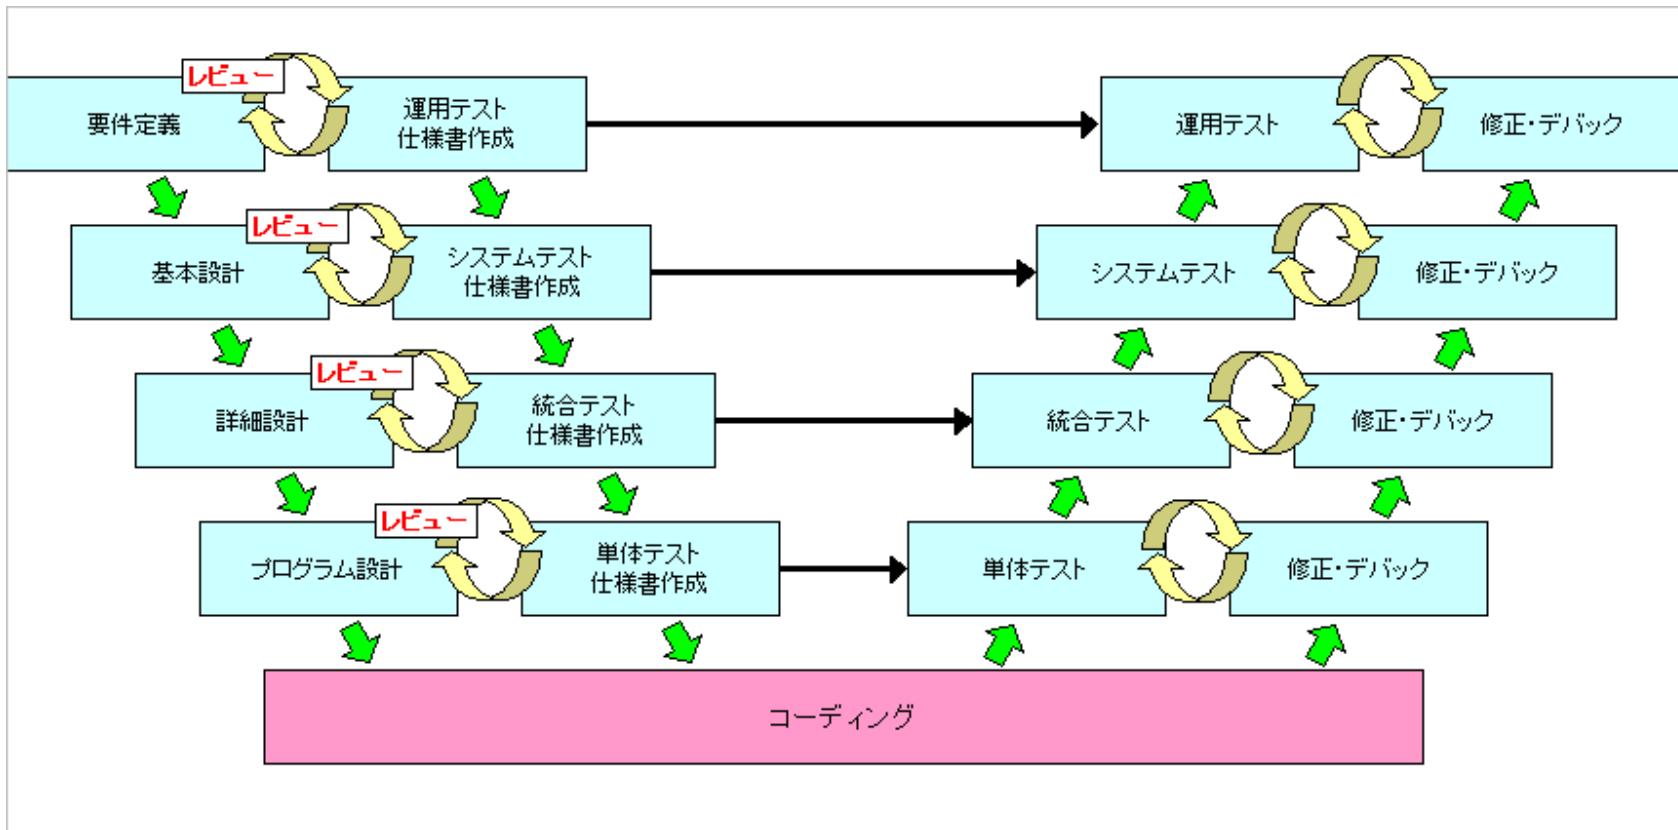 レビュー
要件定義
運用テスト
仕様書作成
運用テスト
修正・デバック
レビュー
基本設計
システムテスト
仕様書作成
システムテスト
修正・デバック
レビュー
詳細設計
統合テスト
仕様書作成
統合テスト
修正・デバック
レビュー
プログラム設計
単体テスト
仕様書作成
単体テスト
修正・デバック
コーディング